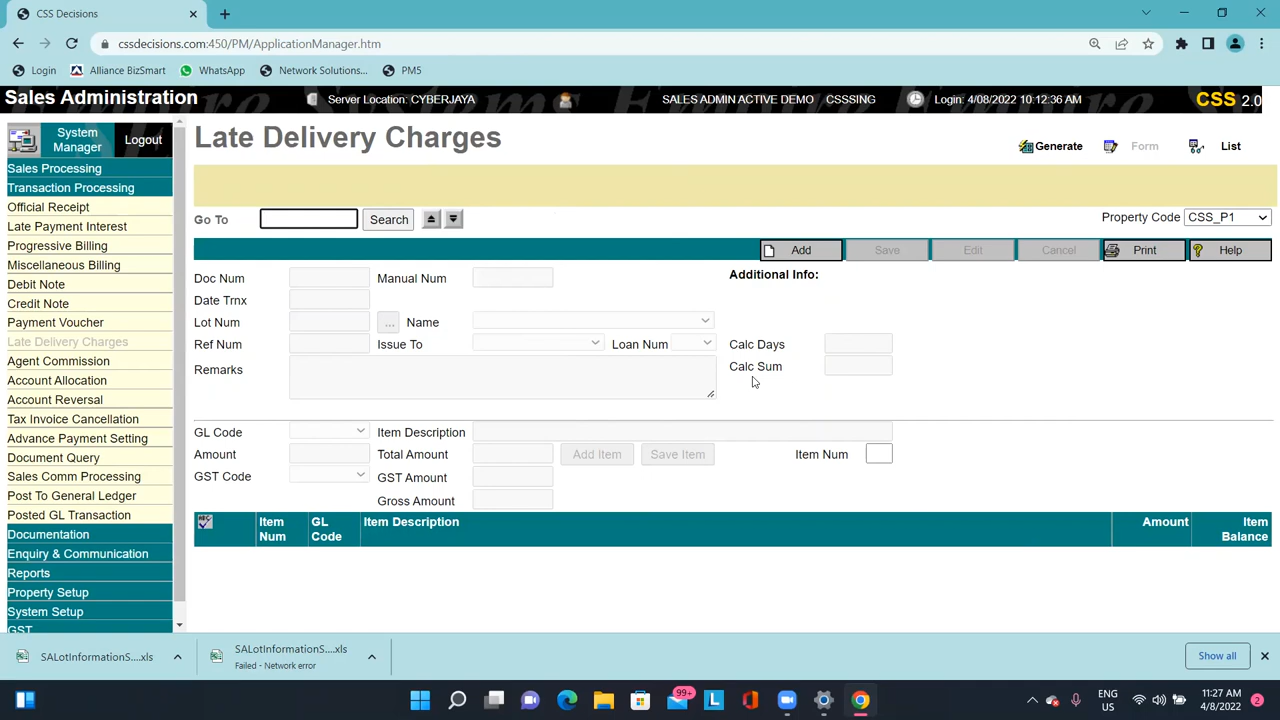 CSS Decisions
cssdecisions.com:450/PM/ApplicationManager.htm
Login
Alliance BizSmart
WhatsApp
Network Solutions...
PM5
Sales Administration
Server Location: CYBERJAYA
SALES ADMIN ACTIVE DEMO
CSSSING
Login: 4/08/2022 10:12:36 AM
CSS 2.0
System Manager
Logout
Sales Processing
Transaction Processing
Official Receipt
Late Payment Interest
Progressive Billing
Miscellaneous Billing
Debit Note
Credit Note
Payment Voucher
Late Delivery Charges
Agent Commission
Account Allocation
Account Reversal
Tax Invoice Cancellation
Advance Payment Setting
Document Query
Sales Comm Processing
Post To General Ledger
Posted GL Transaction
Documentation
Enquiry & Communication
Reports
Property Setup
System Setup
GST
Late Delivery Charges
Generate
Form
List
Go To
Search
Property Code
CSS_P1
Add
Save
Edit
Cancel
Print
Help
Doc Num
Manual Num
Additional Info:
Date Trnx
Lot Num
...
Name
Ref Num
Issue To
Loan Num
Calc Days
Remarks
Calc Sum
GL Code
Item Description
Amount
Total Amount
Add Item
Save Item
Item Num
GST Code
GST Amount
Gross Amount
Item Num
GL Code
Item Description
Amount
Item Balance
SALotInformationS....xls
SALotInformationS....xls
Failed - Network error
Show all
99+
ENG
US
11:27 AM
4/8/2022
2